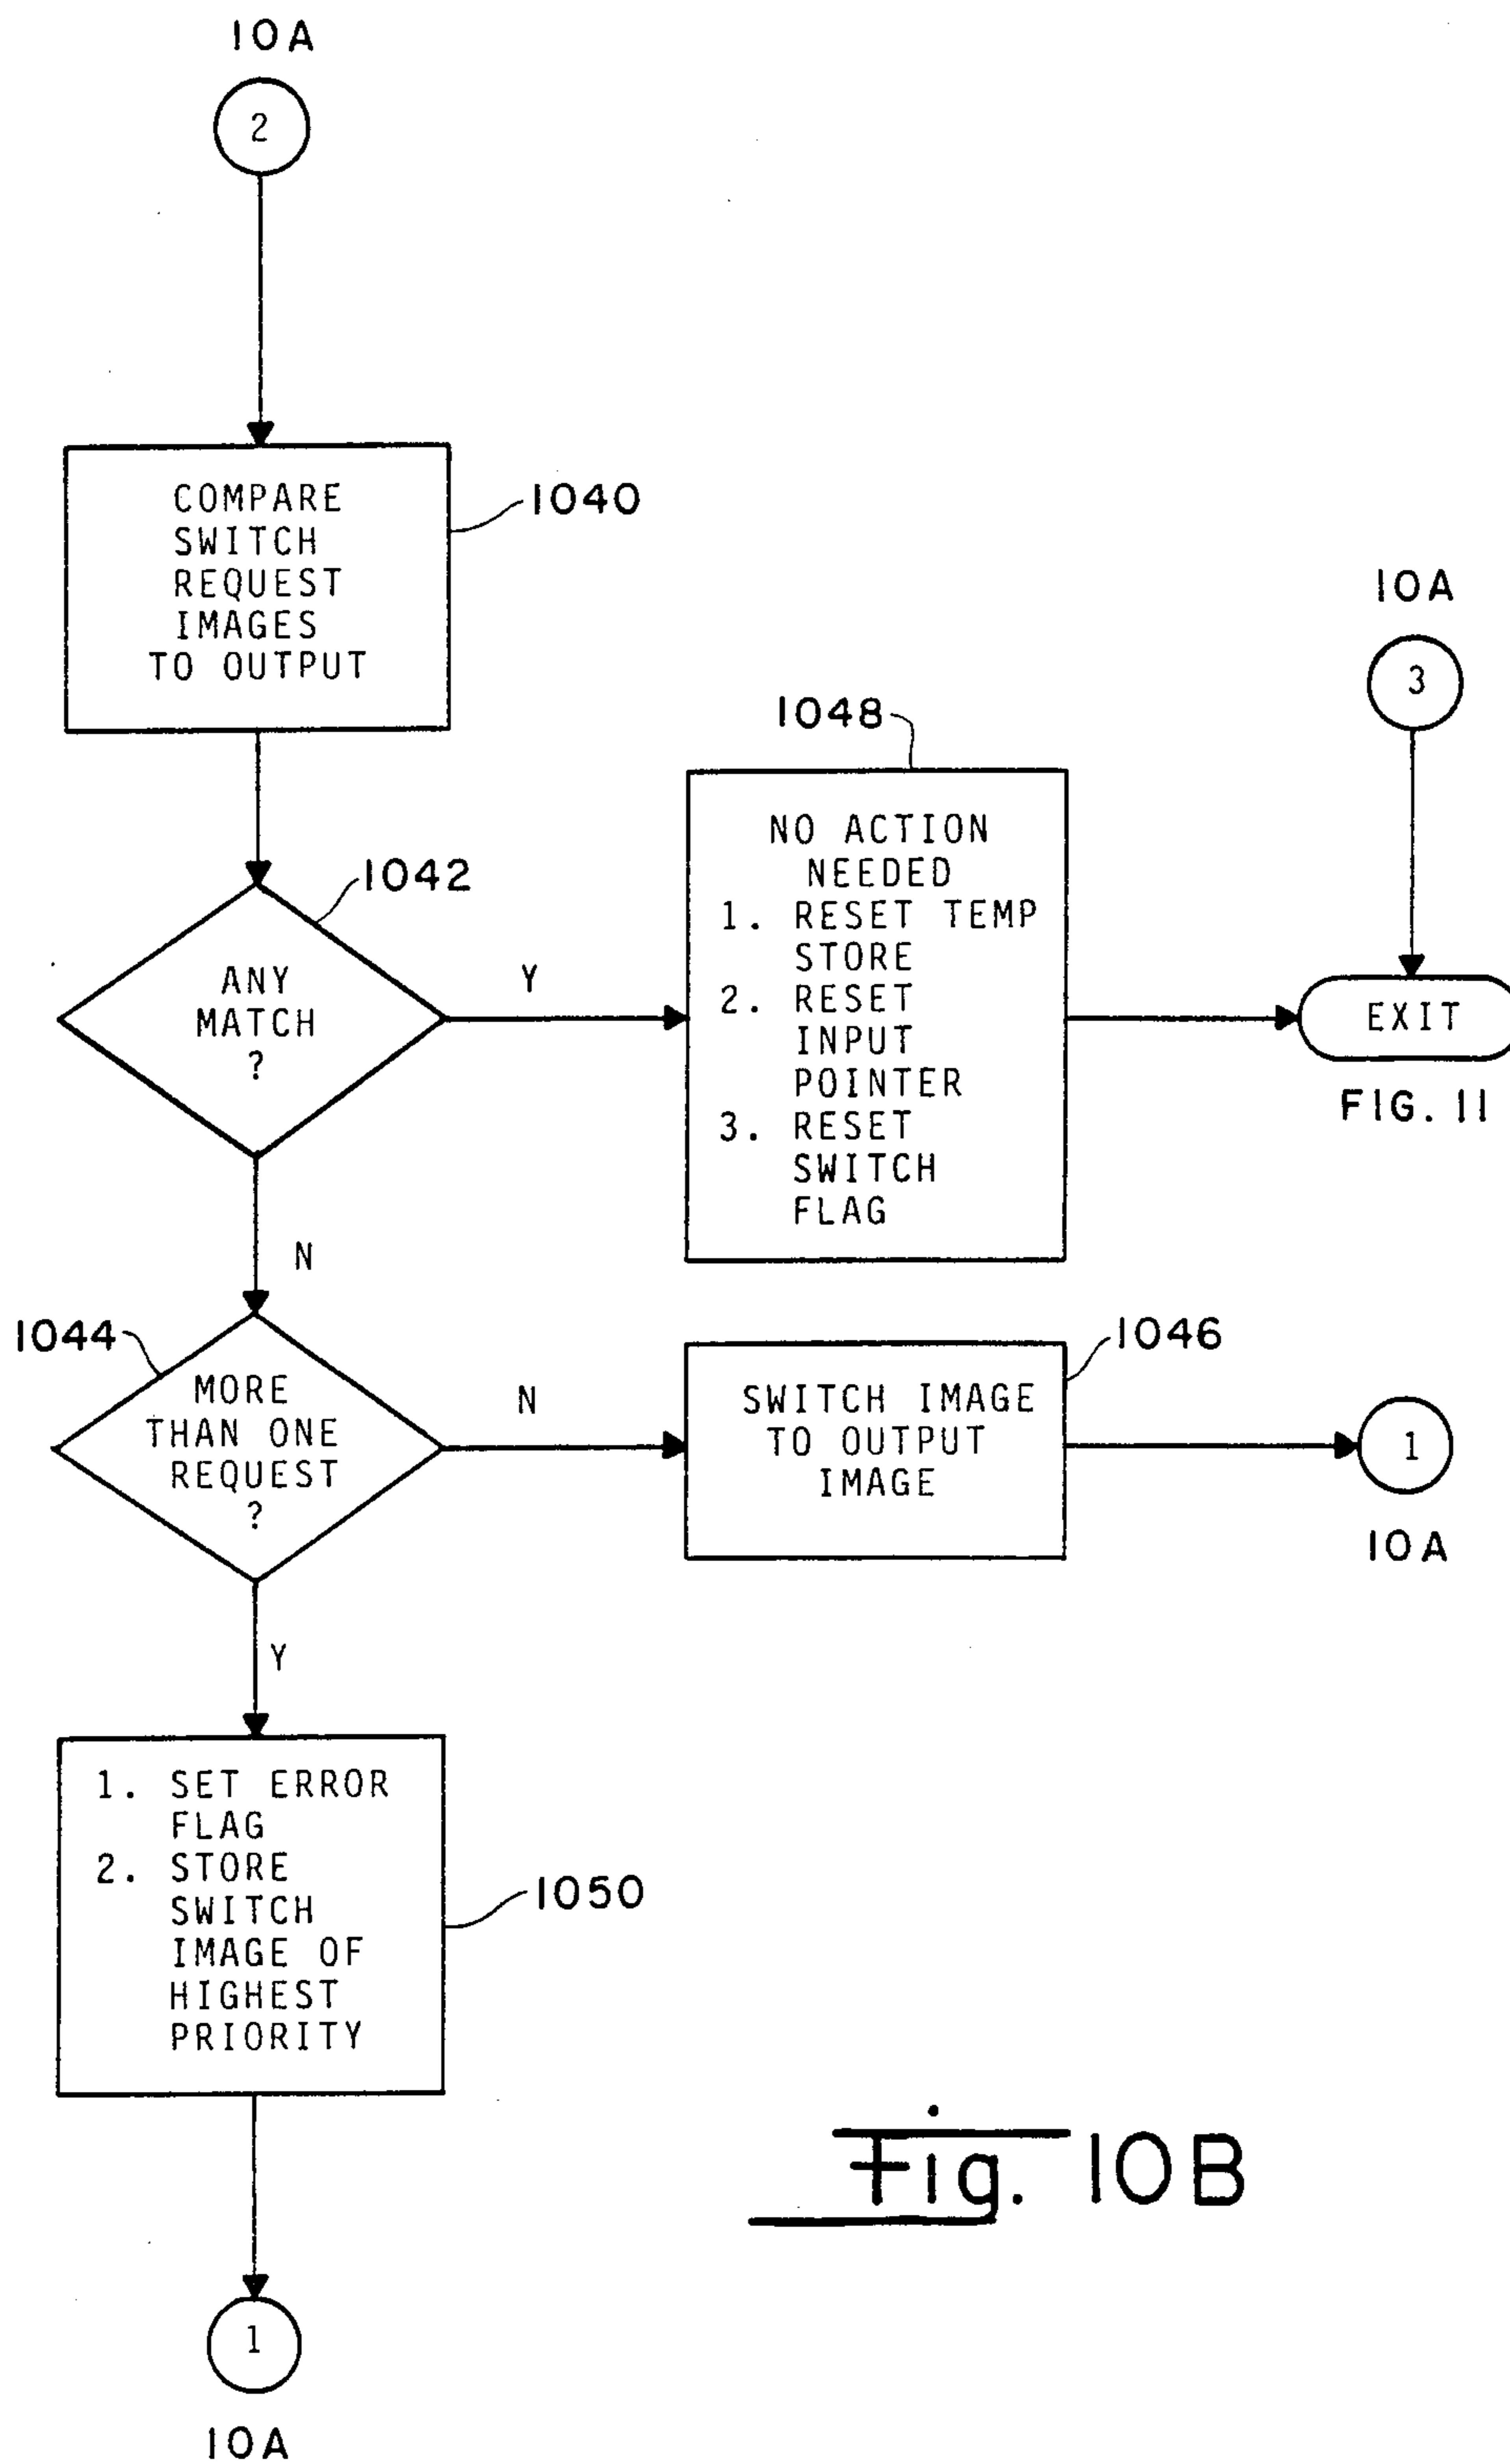 10A
2
COMPARE
SWITCH
REQUEST
IMAGES
TO OUTPUT
1040
10A
3
1042
ANY
MATCH
?
Y
N
1048
NO ACTION
NEEDED
1. RESET TEMP
STORE
2. RESET
INPUT
POINTER
3. RESET
SWITCH
FLAG
EXIT
FIG. 11
1044
MORE
THAN ONE
REQUEST
?
N
Y
1046
SWITCH IMAGE
TO OUTPUT
IMAGE
1
10A
1. SET ERROR
FLAG
2. STORE
SWITCH
IMAGE OF
HIGHEST
PRIORITY
1050
1
10A
Fig. 10B